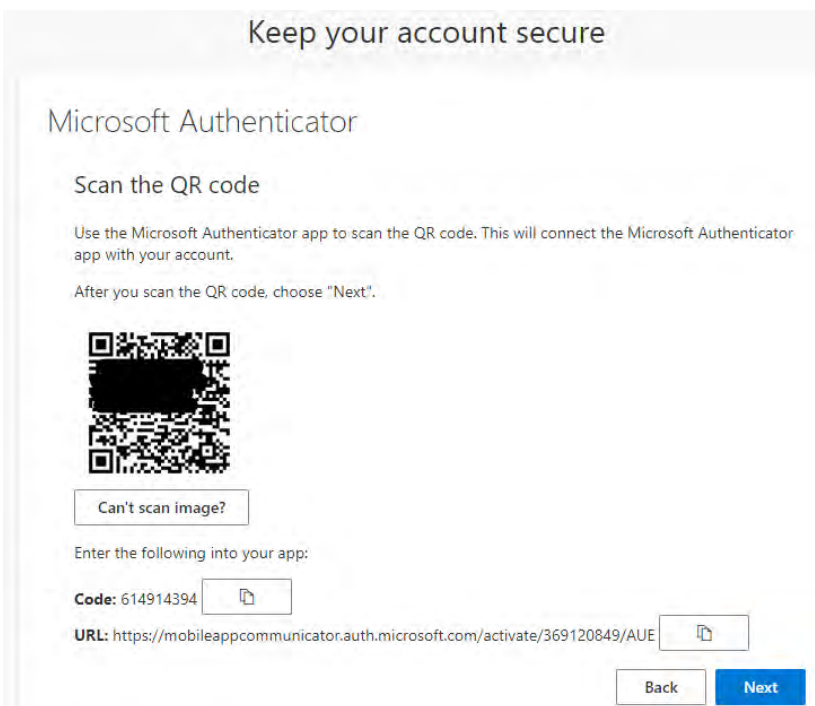 Keep your account secure
Microsoft Authenticator
Scan the QR code
Use the Microsoft Authenticator app to scan the QR code. This will connect the Microsoft Authenticator
app with your account.
After you scan the QR code, choose "Next".
Can't scan image?
Enter the following into your app:
Code: 614914394
URL: https://mobileappcommunicator.auth.microsoft.com/activate/369120849/AUE
Back Next